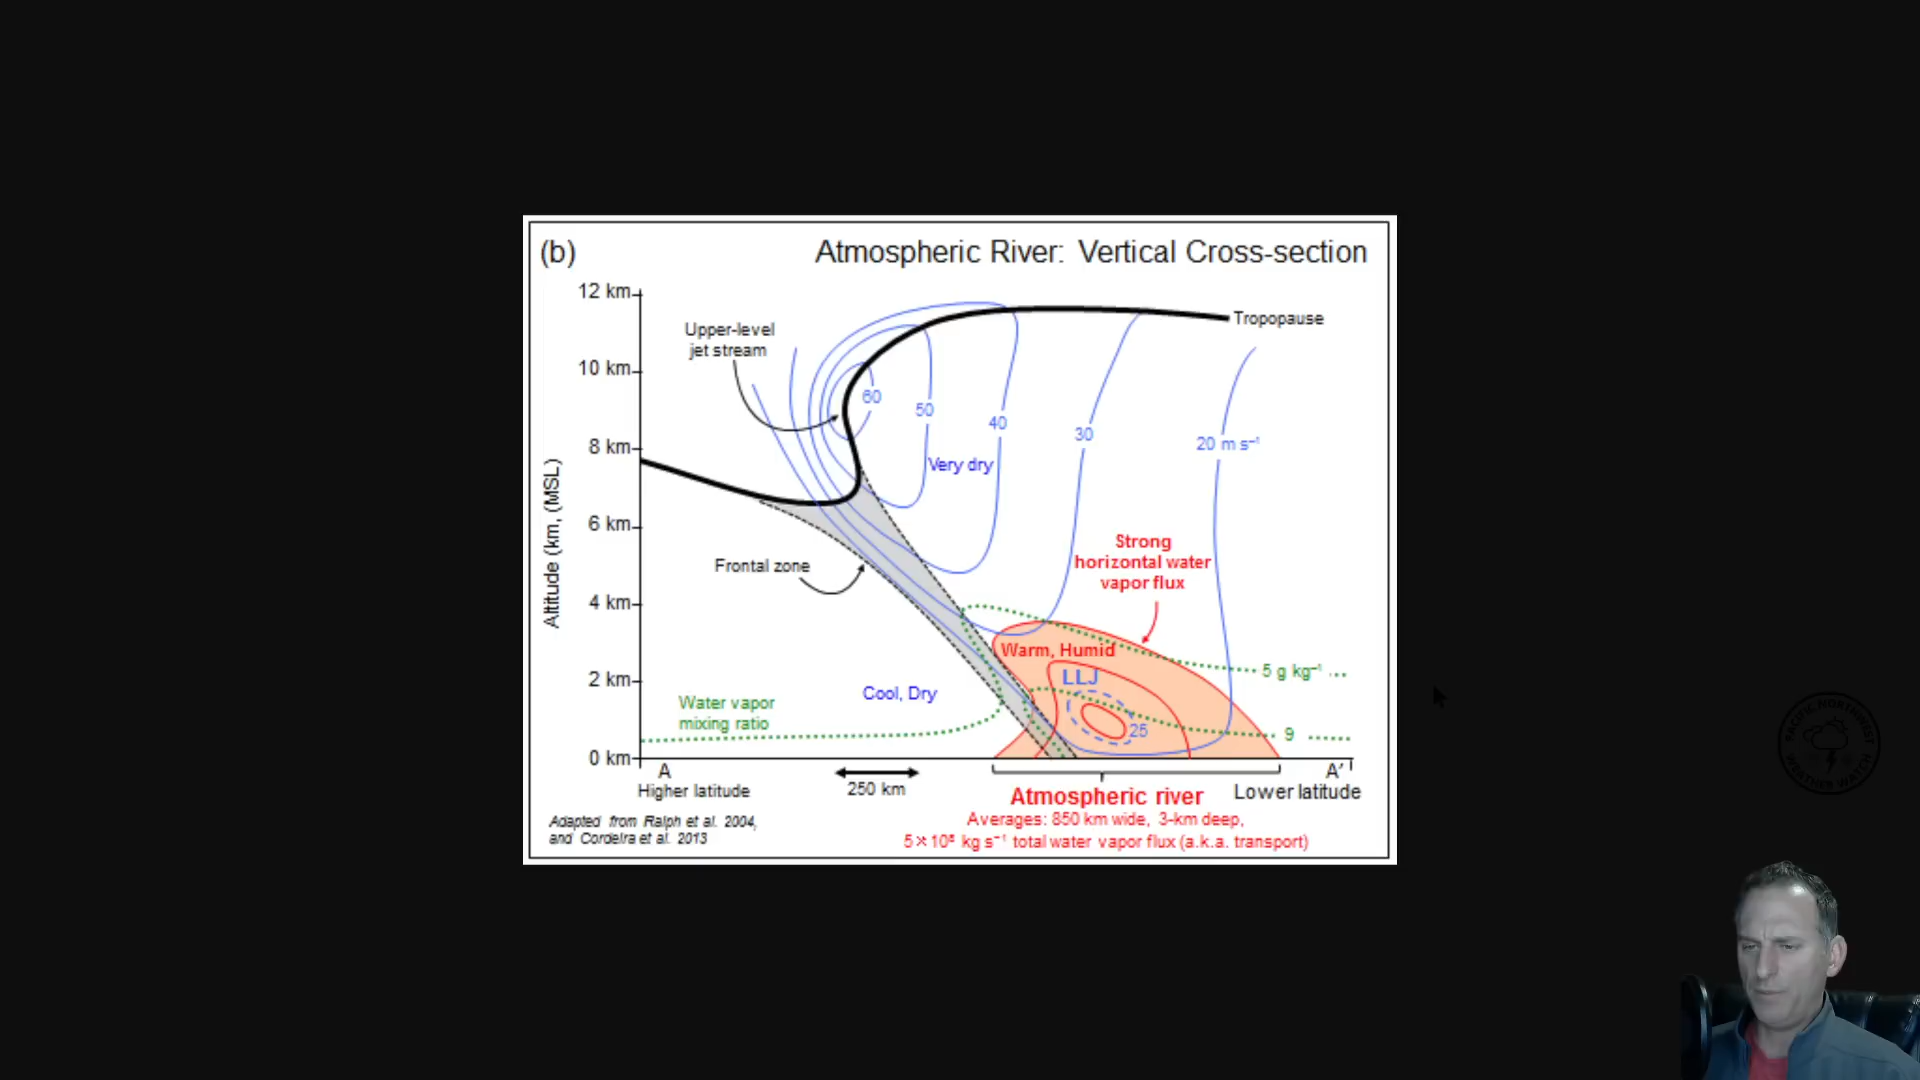 (b)
Atmospheric River: Vertical Cross-section
12 km
10 km
8 km
6 km
4 km
2 km
0 km
Altitude (km, (MSL)
Upper-level
jet stream
Tropopause
60
50
40
30
20 m s⁻¹
Very dry
Frontal zone
Strong
horizontal water
vapor flux
Warm, Humid
LLJ
25
5 g kg⁻¹
9
Cool, Dry
Water vapor
mixing ratio
A
Higher latitude
250 km
A′
Lower latitude
Atmospheric river
Averages: 850 km wide, 3-km deep,
5 × 10⁸ kg s⁻¹ total water vapor flux (a.k.a. transport)
Adapted from Ralph et al. 2004,
and Cordeira et al. 2013
PACIFIC NORTHWEST
WEATHER WATCH